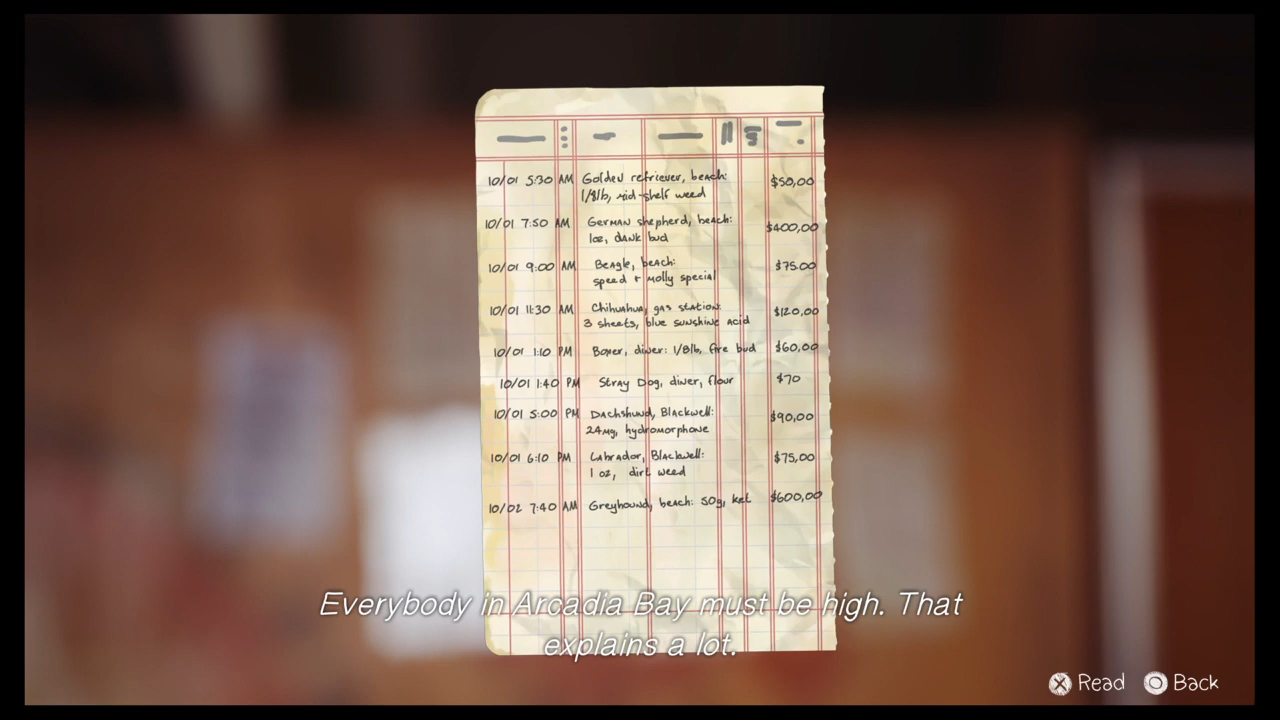 10/01 5:30 AM Golden retriever, beach: $50,00
1/8lb, mid-shelf weed
10/01 7:50 AM German shepherd, beach: $400,00
1oz, dank bud
10/01 9:00 AM Beagle, beach: $75.00
speed + Molly special
10/01 11:30 AM Chihuahua, gas station: $120,00
3 sheets, blue sunshine acid
10/01 1:10 PM Boxer, diner: 1/8lb, fire bud $60,00
10/01 1:40 PM Stray Dog, diner, flour $70
10/01 5:00 PM Dachshund, Blackwell: $90,00
24mg, hydromorphone
10/01 6:10 PM Labrador, Blackwell: $75,00
1 oz, dirt weed
10/02 7:40 AM Greyhound, beach: 50g, ket $600,00
Everybody in Arcadia Bay must be high. That
explains a lot.
Read Back